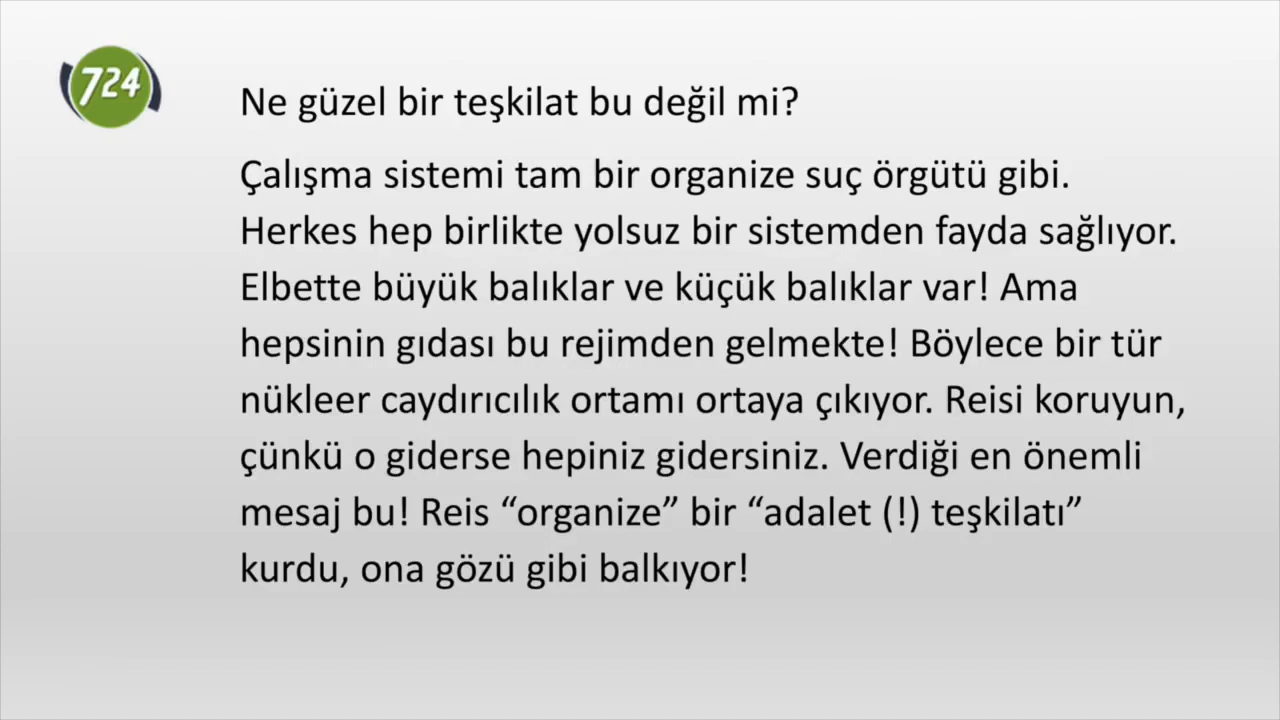 724
Ne güzel bir teşkilat bu değil mi?
Çalışma sistemi tam bir organize suç örgütü gibi.
Herkes hep birlikte yolsuz bir sistemden fayda sağlıyor.
Elbette büyük balıklar ve küçük balıklar var! Ama
hepsinin gıdası bu rejimden gelmekte! Böylece bir tür
nükleer caydırıcılık ortamı ortaya çıkıyor. Reisi koruyun,
çünkü o giderse hepiniz gidersiniz. Verdiği en önemli
mesaj bu! Reis “organize” bir “adalet (!) teşkilatı”
kurdu, ona gözü gibi balkıyor!